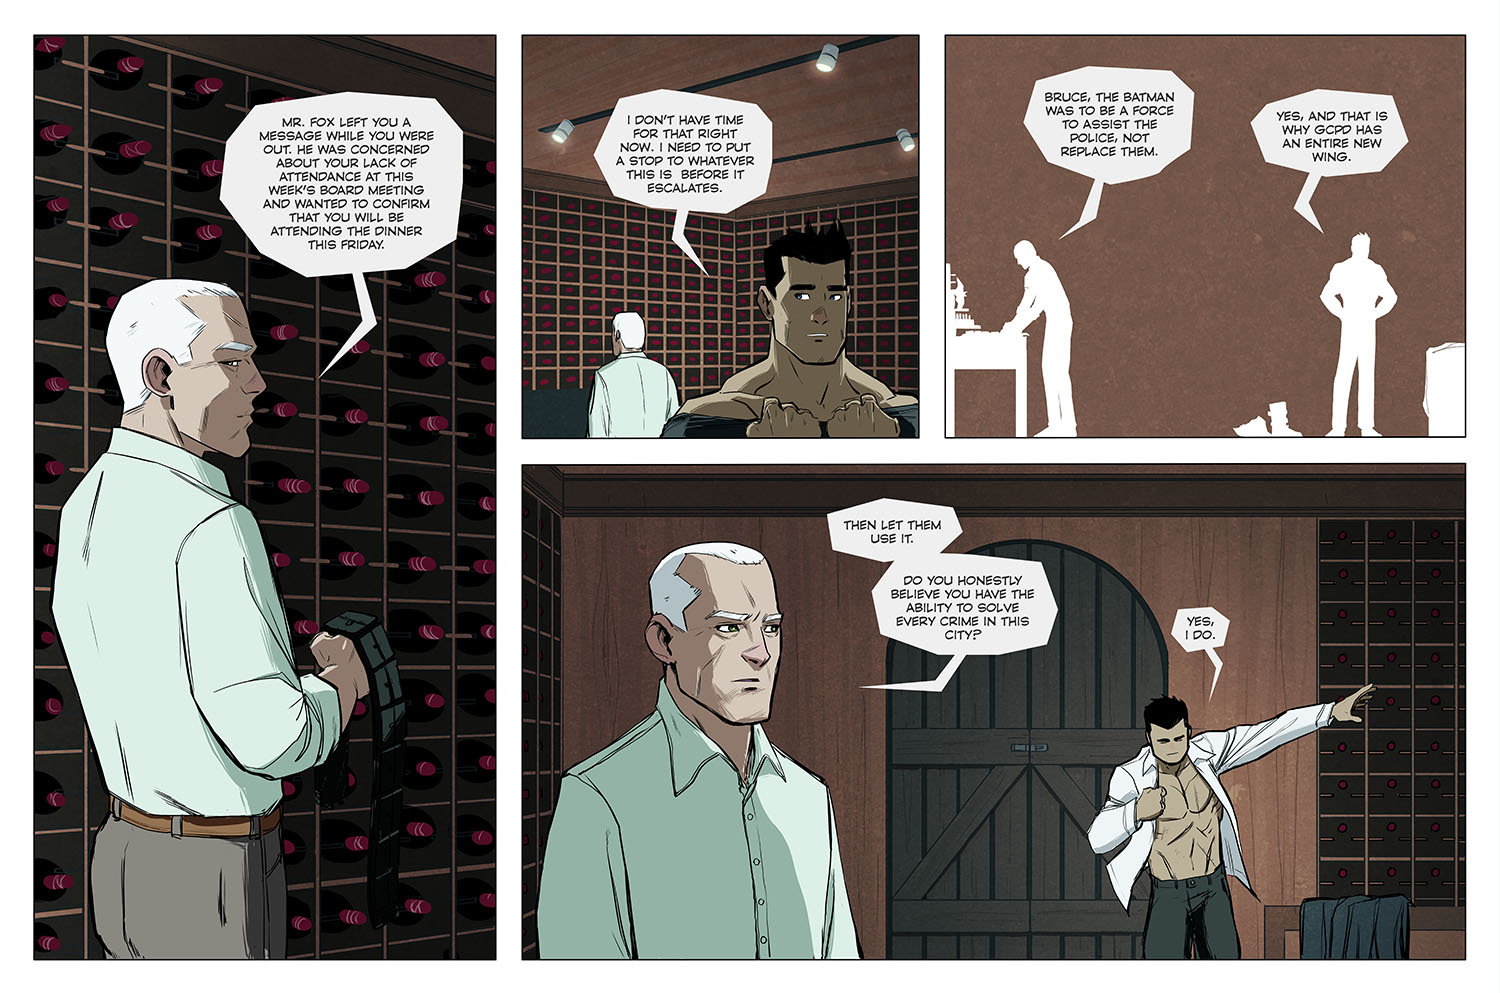 MR. FOX LEFT YOU A
MESSAGE WHILE YOU WERE
OUT. HE WAS CONCERNED
ABOUT YOUR LACK OF
ATTENDANCE AT THIS
WEEK'S BOARD MEETING
AND WANTED TO CONFIRM
THAT YOU WILL BE
ATTENDING THE DINNER
THIS FRIDAY.
I DON'T HAVE TIME
FOR THAT RIGHT
NOW. I NEED TO PUT
A STOP TO WHATEVER
THIS IS BEFORE IT
ESCALATES.
BRUCE, THE BATMAN
WAS TO BE A FORCE
TO ASSIST THE
POLICE, NOT
REPLACE THEM.
YES, AND THAT IS
WHY GCPD HAS
AN ENTIRE NEW
WING.
THEN LET THEM
USE IT.
DO YOU HONESTLY
BELIEVE YOU HAVE THE
ABILITY TO SOLVE
EVERY CRIME IN THIS
CITY?
YES,
I DO.